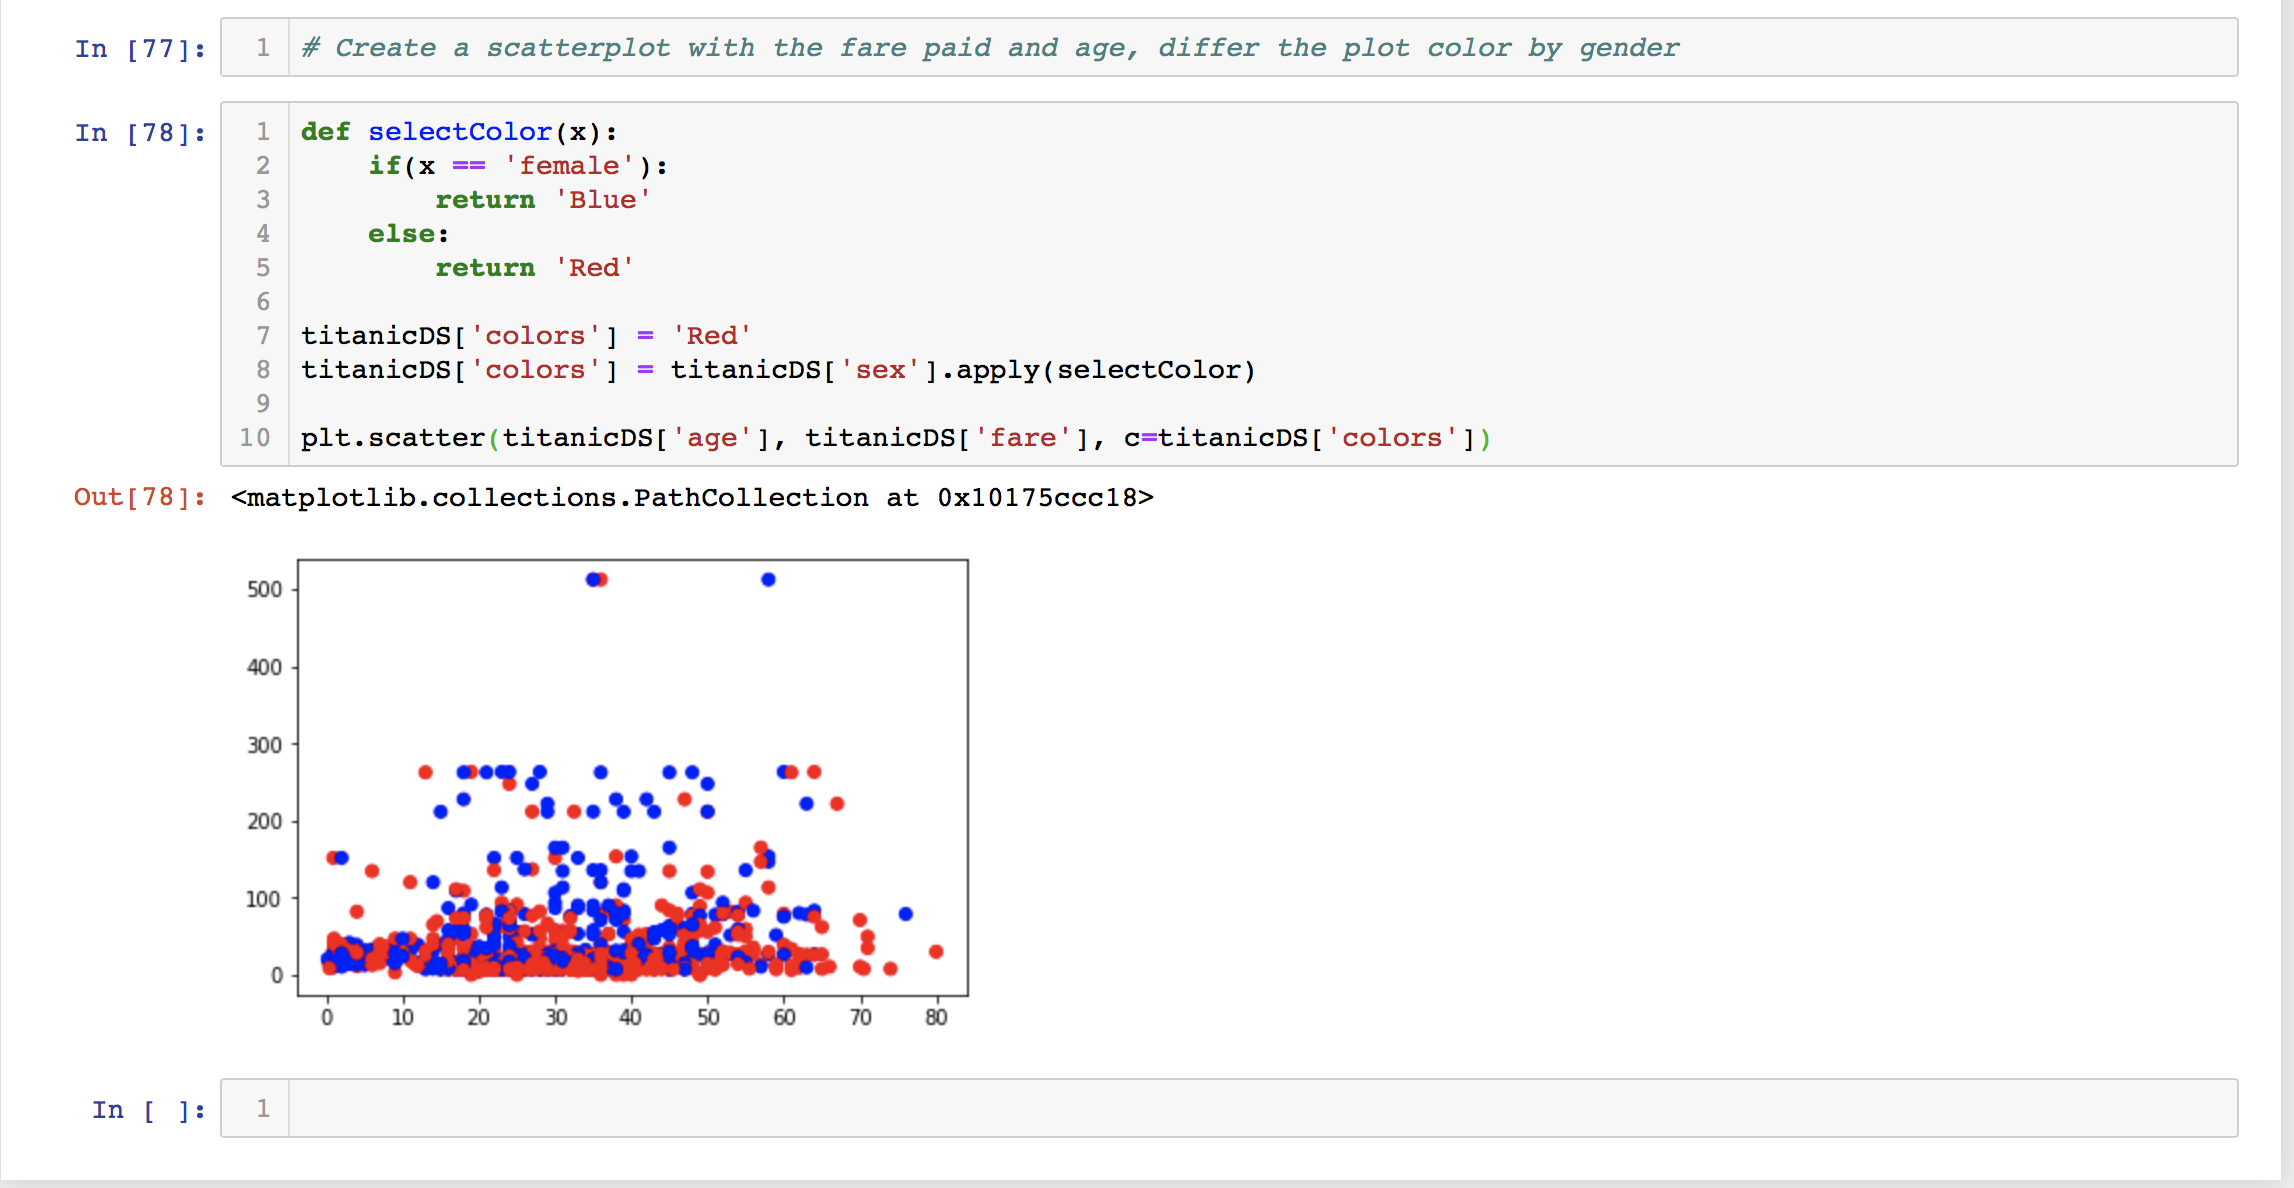 In [77]: 1 # Create a scatterplot with the fare paid and age, differ the plot color by gender
In [78]: 1 def selectColor(x):
2     if(x == 'female'):
3         return 'Blue'
4     else:
5         return 'Red'
6
7 titanicDS['colors'] = 'Red'
8 titanicDS['colors'] = titanicDS['sex'].apply(selectColor)
9
10 plt.scatter(titanicDS['age'], titanicDS['fare'], c=titanicDS['colors'])
Out[78]: <matplotlib.collections.PathCollection at 0x10175ccc18>
500
400
300
200
100
0
0 10 20 30 40 50 60 70 80
In [ ]: 1